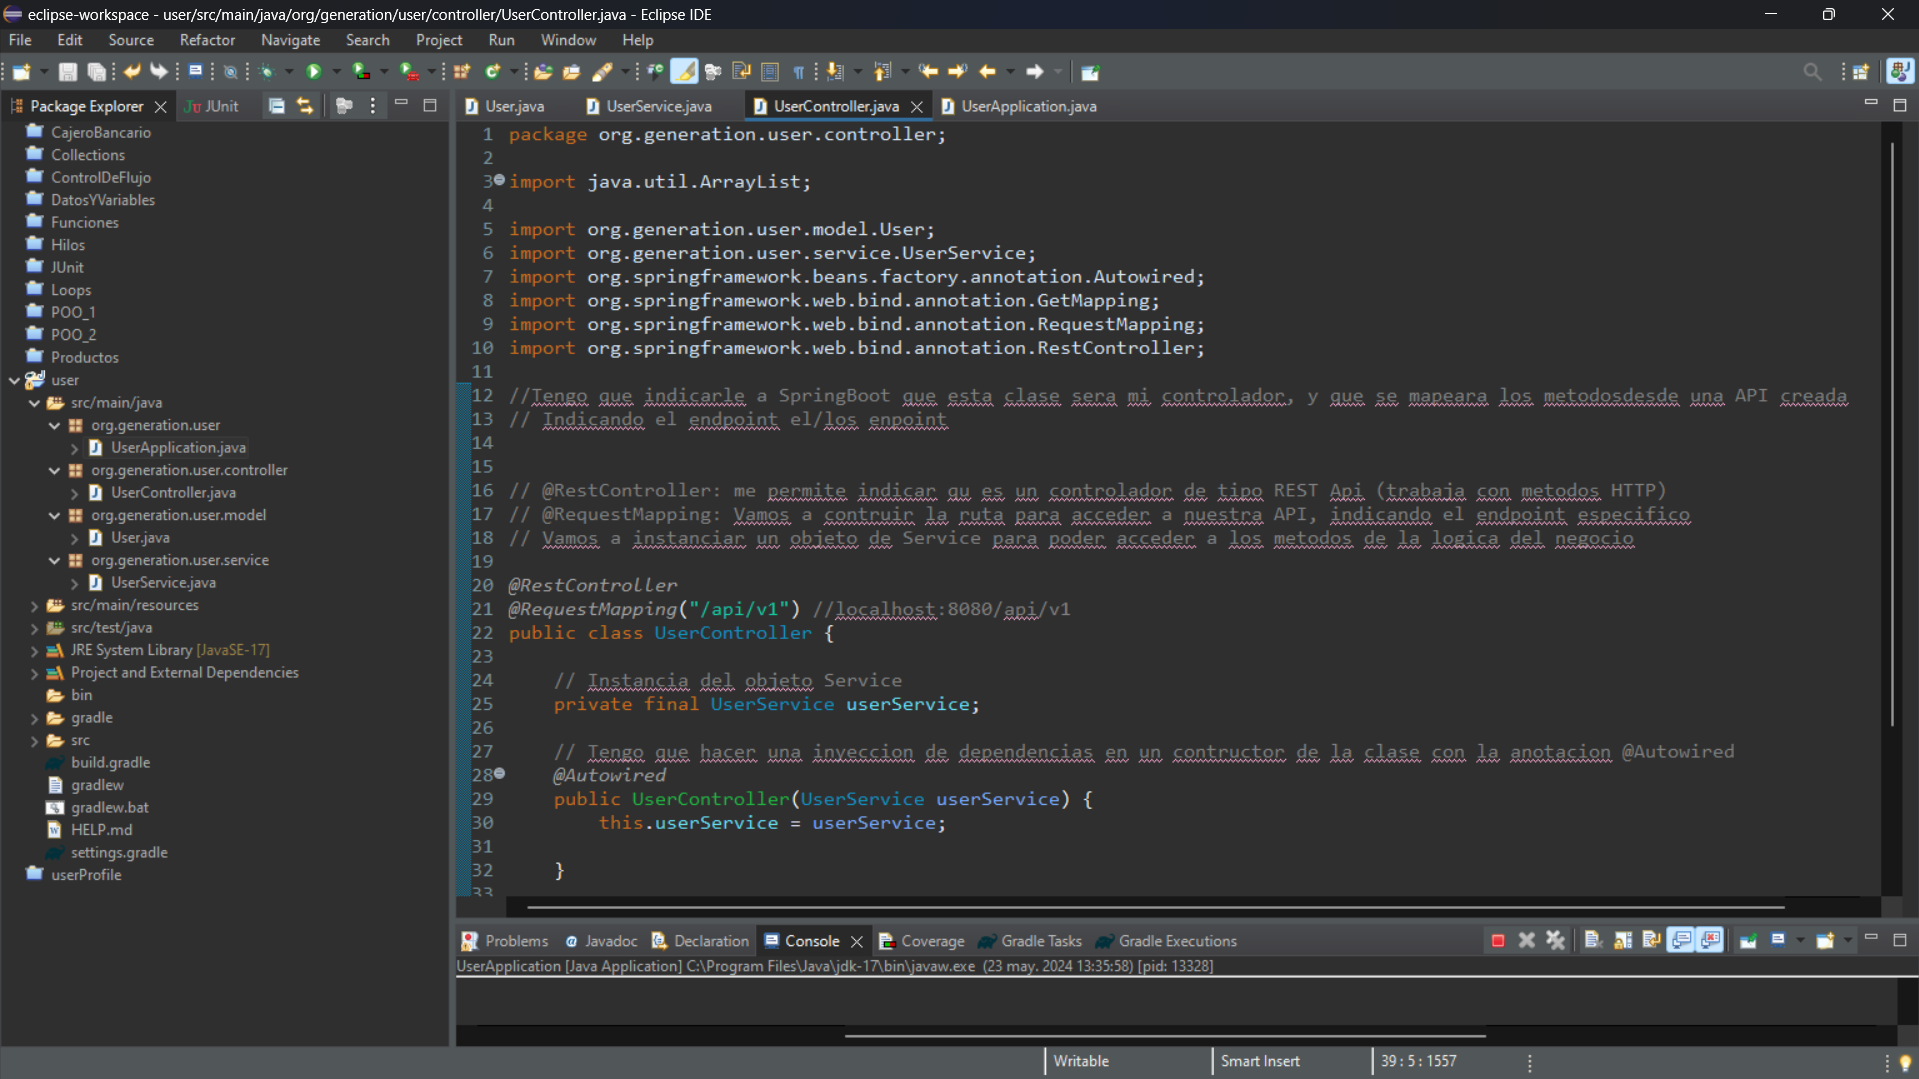 eclipse-workspace - user/src/main/java/org/generation/user/controller/UserController.java - Eclipse IDE
File Edit Source Refactor Navigate Search Project Run Window Help
Package Explorer JUnit
CajeroBancario
Collections
ControlDeFlujo
DatosYVariables
Funciones
Hilos
JUnit
Loops
POO_1
POO_2
Productos
user
src/main/java
org.generation.user
UserApplication.java
org.generation.user.controller
UserController.java
org.generation.user.model
User.java
org.generation.user.service
UserService.java
src/main/resources
src/test/java
JRE System Library [JavaSE-17]
Project and External Dependencies
bin
gradle
src
build.gradle
gradlew
gradlew.bat
HELP.md
settings.gradle
userProfile
User.java UserService.java UserController.java UserApplication.java
1 package org.generation.user.controller;
2
3 import java.util.ArrayList;
4
5 import org.generation.user.model.User;
6 import org.generation.user.service.UserService;
7 import org.springframework.beans.factory.annotation.Autowired;
8 import org.springframework.web.bind.annotation.GetMapping;
9 import org.springframework.web.bind.annotation.RequestMapping;
10 import org.springframework.web.bind.annotation.RestController;
11
12 //Tengo que indicarle a SpringBoot que esta clase sera mi controlador, y que se mapeara los metodosdesde una API creada
13 // Indicando el endpoint el/los enpoint
14
15
16 // @RestController: me permite indicar qu es un controlador de tipo REST Api (trabaja con metodos HTTP)
17 // @RequestMapping: Vamos a contruir la ruta para acceder a nuestra API, indicando el endpoint especifico
18 // Vamos a instanciar un objeto de Service para poder acceder a los metodos de la logica del negocio
19
20 @RestController
21 @RequestMapping("/api/v1") //localhost:8080/api/v1
22 public class UserController {
23
24 // Instancia del objeto Service
25 private final UserService userService;
26
27 // Tengo que hacer una inyeccion de dependencias en un contructor de la clase con la anotacion @Autowired
28 @Autowired
29 public UserController(UserService userService) {
30 this.userService = userService;
31
32 }
33
Problems Javadoc Declaration Console Coverage Gradle Tasks Gradle Executions
UserApplication [Java Application] C:\Program Files\Java\jdk-17\bin\javaw.exe (23 may. 2024 13:35:58) [pid: 13328]
Writable Smart Insert 39 : 5 : 1557